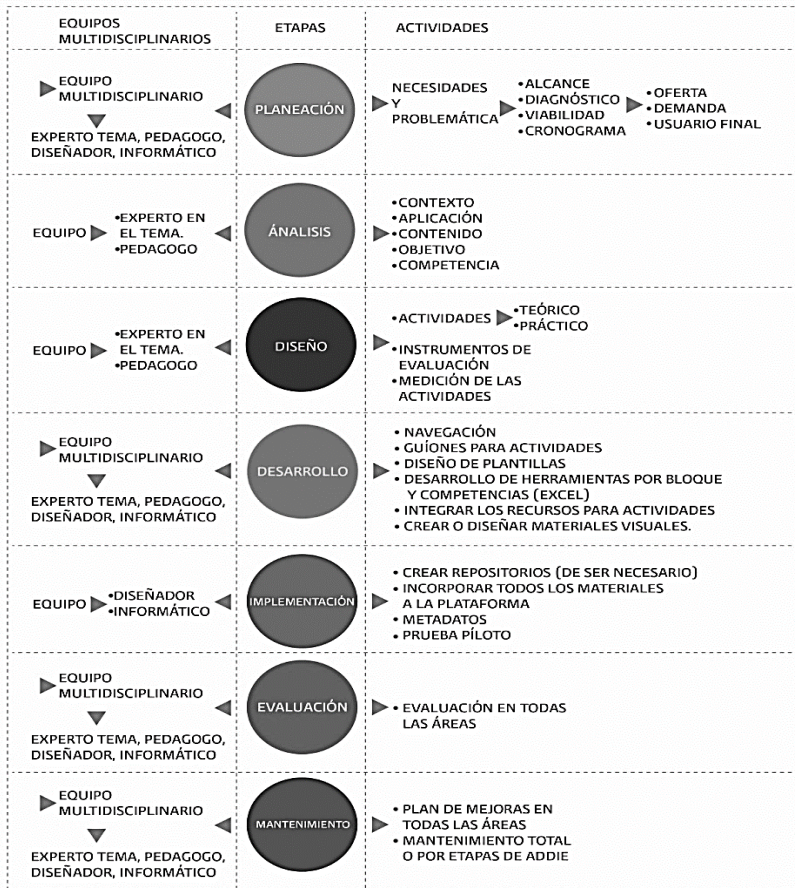 EQUIPOS
MULTIDISCIPLINARIOS
ETAPAS
ACTIVIDADES
EQUIPO
MULTIDISCIPLINARIO
EXPERTO TEMA, PEDAGOGO,
DISEÑADOR, INFORMÁTICO
PLANEACIÓN
NECESIDADES
Y
PROBLEMÁTICA
•ALCANCE
•DIAGNÓSTICO
•VIABILIDAD
•CRONOGRAMA
•OFERTA
•DEMANDA
•USUARIO FINAL
EQUIPO
•EXPERTO EN
EL TEMA.
•PEDAGOGO
ÁNALISIS
•CONTEXTO
•APLICACIÓN
•CONTENIDO
•OBJETIVO
•COMPETENCIA
EQUIPO
•EXPERTO EN
EL TEMA.
•PEDAGOGO
DISEÑO
•ACTIVIDADES
•TEÓRICO
•PRÁCTICO
•INSTRUMENTOS DE
EVALUACIÓN
•MEDICIÓN DE LAS
ACTIVIDADES
EQUIPO
MULTIDISCIPLINARIO
EXPERTO TEMA, PEDAGOGO,
DISEÑADOR, INFORMÁTICO
DESARROLLO
• NAVEGACIÓN
• GUÍONES PARA ACTIVIDADES
• DISEÑO DE PLANTILLAS
• DESARROLLO DE HERRAMIENTAS POR BLOQUE
Y COMPETENCIAS (EXCEL)
• INTEGRAR LOS RECURSOS PARA ACTIVIDADES
• CREAR O DISEÑAR MATERIALES VISUALES.
EQUIPO
•DISEÑADOR
•INFORMÁTICO
IMPLEMENTACIÓN
• CREAR REPOSITORIOS (DE SER NECESARIO)
• INCORPORAR TODOS LOS MATERIALES
A LA PLATAFORMA
• METADATOS
• PRUEBA PÍLOTO
EQUIPO
MULTIDISCIPLINARIO
EXPERTO TEMA, PEDAGOGO,
DISEÑADOR, INFORMÁTICO
EVALUACIÓN
• EVALUACIÓN EN TODAS
LAS ÁREAS
EQUIPO
MULTIDISCIPLINARIO
EXPERTO TEMA, PEDAGOGO,
DISEÑADOR, INFORMÁTICO
MANTENIMIENTO
• PLAN DE MEJORAS EN
TODAS LAS ÁREAS
• MANTENIMIENTO TOTAL
O POR ETAPAS DE ADDIE